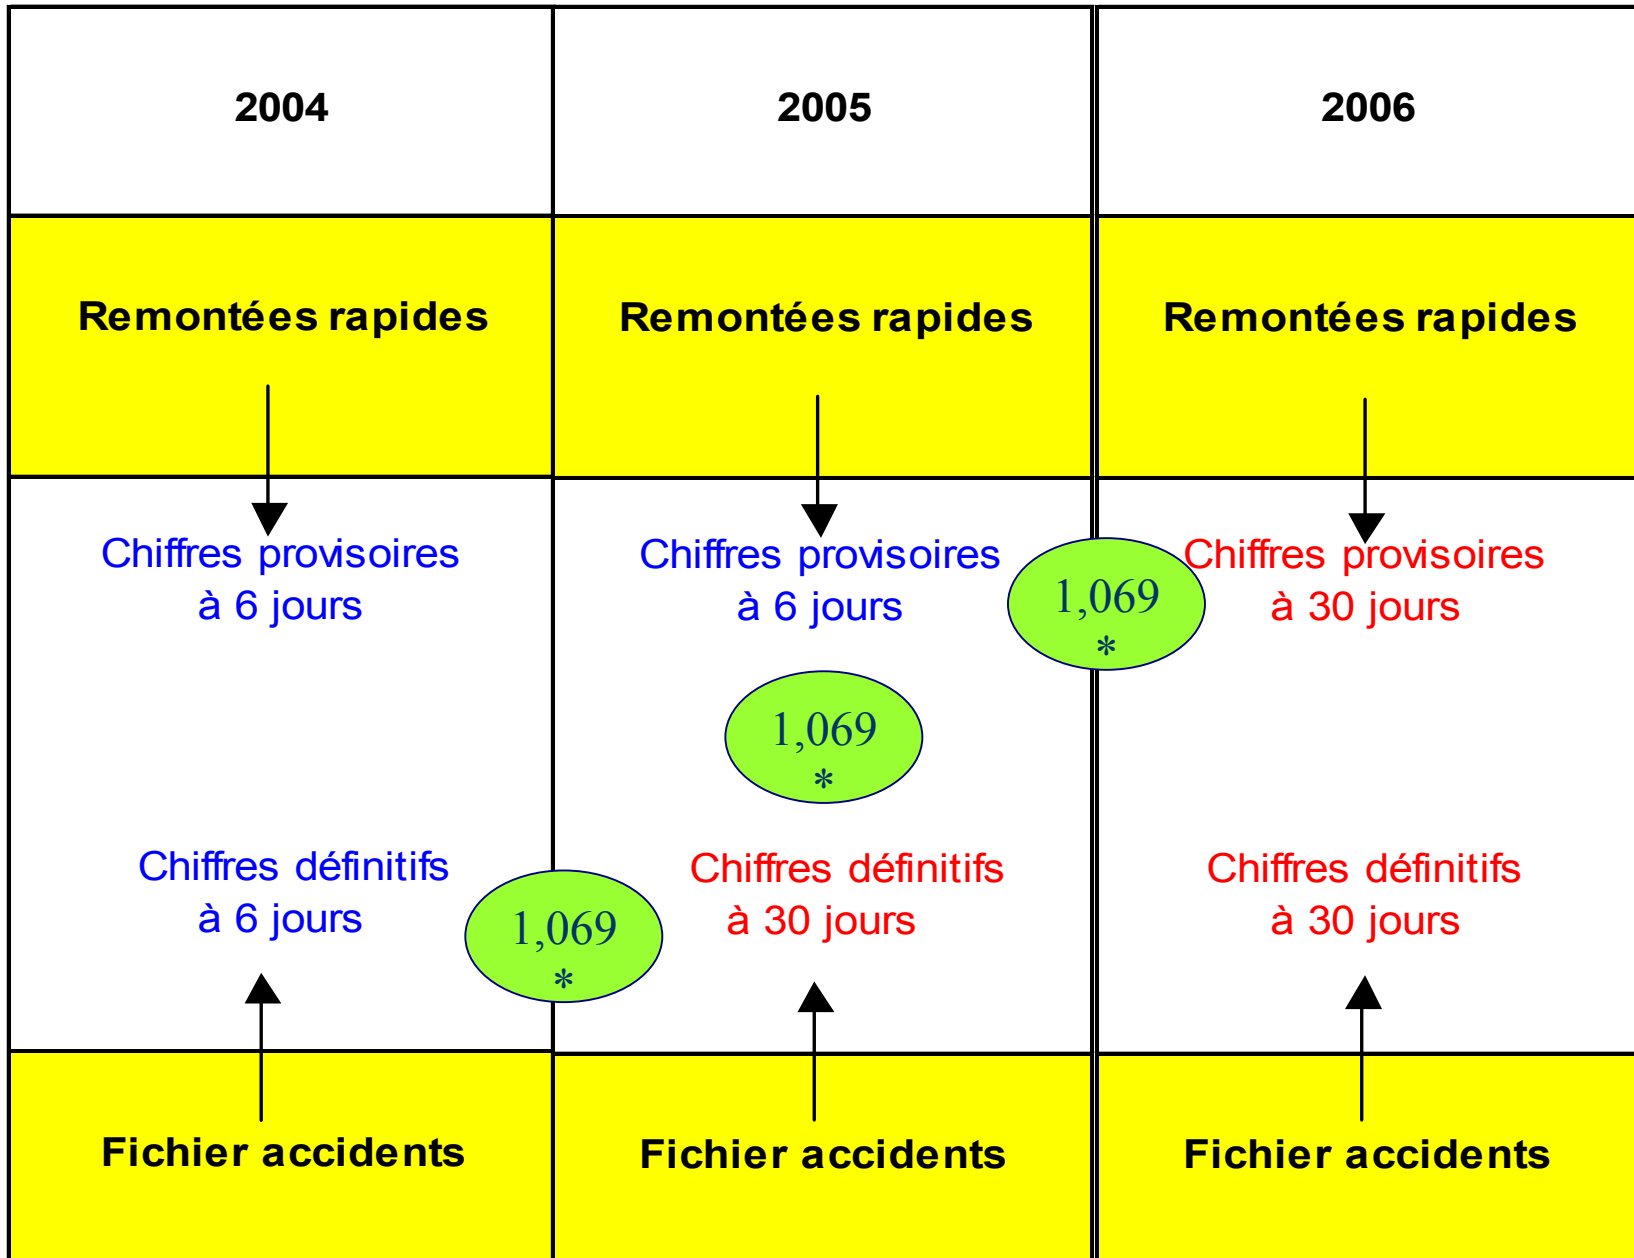 2004
2005
2006
Remontées rapides
Remontées rapides
Remontées rapides
Chiffres provisoires
à 6 jours
Chiffres provisoires
à 6 jours
1,069
*
Chiffres provisoires
à 30 jours
1,069
*
Chiffres définitifs
à 6 jours
1,069
*
Chiffres définitifs
à 30 jours
Chiffres définitifs
à 30 jours
Fichier accidents
Fichier accidents
Fichier accidents